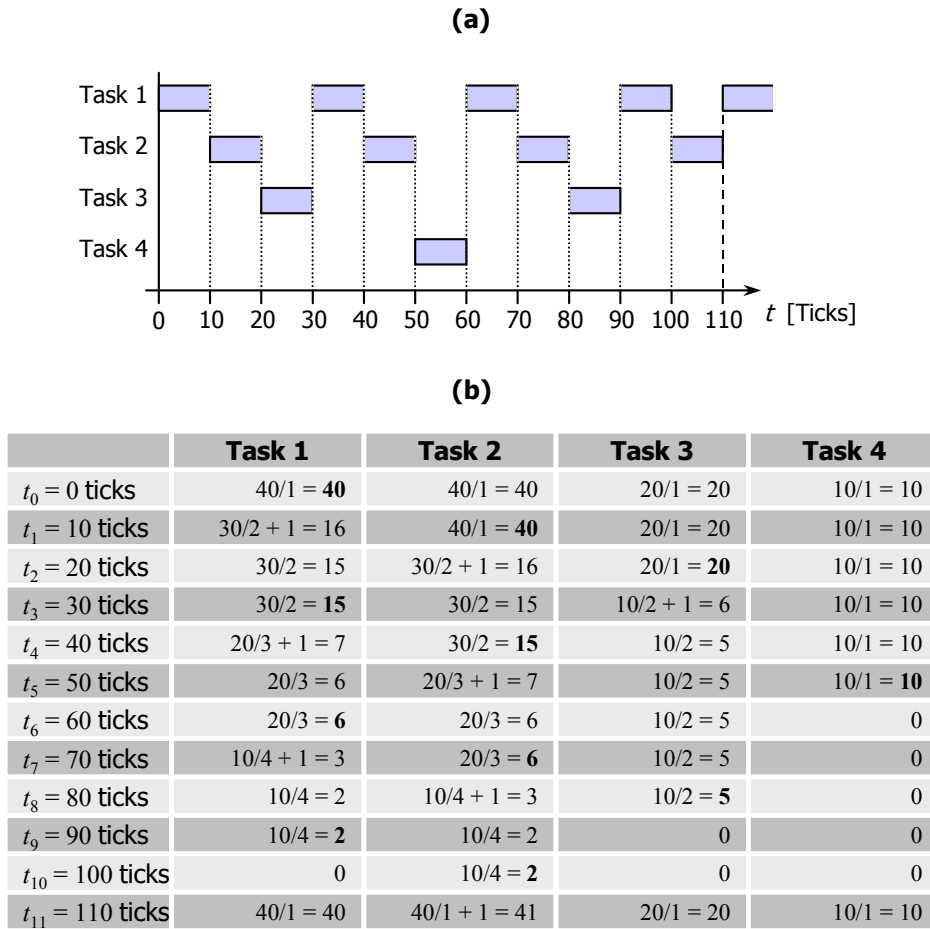 (a)
Task 1
Task 2
Task 3
Task 4
0 10 20 30 40 50 60 70 80 90 100 110 t [Ticks]
(b)
Task 1 Task 2 Task 3 Task 4
t0 = 0 ticks 40/1 = 40 40/1 = 40 20/1 = 20 10/1 = 10
t1 = 10 ticks 30/2 + 1 = 16 40/1 = 40 20/1 = 20 10/1 = 10
t2 = 20 ticks 30/2 = 15 30/2 + 1 = 16 20/1 = 20 10/1 = 10
t3 = 30 ticks 30/2 = 15 30/2 = 15 10/2 + 1 = 6 10/1 = 10
t4 = 40 ticks 20/3 + 1 = 7 30/2 = 15 10/2 = 5 10/1 = 10
t5 = 50 ticks 20/3 = 6 20/3 + 1 = 7 10/2 = 5 10/1 = 10
t6 = 60 ticks 20/3 = 6 20/3 = 6 10/2 = 5 0
t7 = 70 ticks 10/4 + 1 = 3 20/3 = 6 10/2 = 5 0
t8 = 80 ticks 10/4 = 2 10/4 + 1 = 3 10/2 = 5 0
t9 = 90 ticks 10/4 = 2 10/4 = 2 0 0
t10 = 100 ticks 0 10/4 = 2 0 0
t11 = 110 ticks 40/1 = 40 40/1 + 1 = 41 20/1 = 20 10/1 = 10